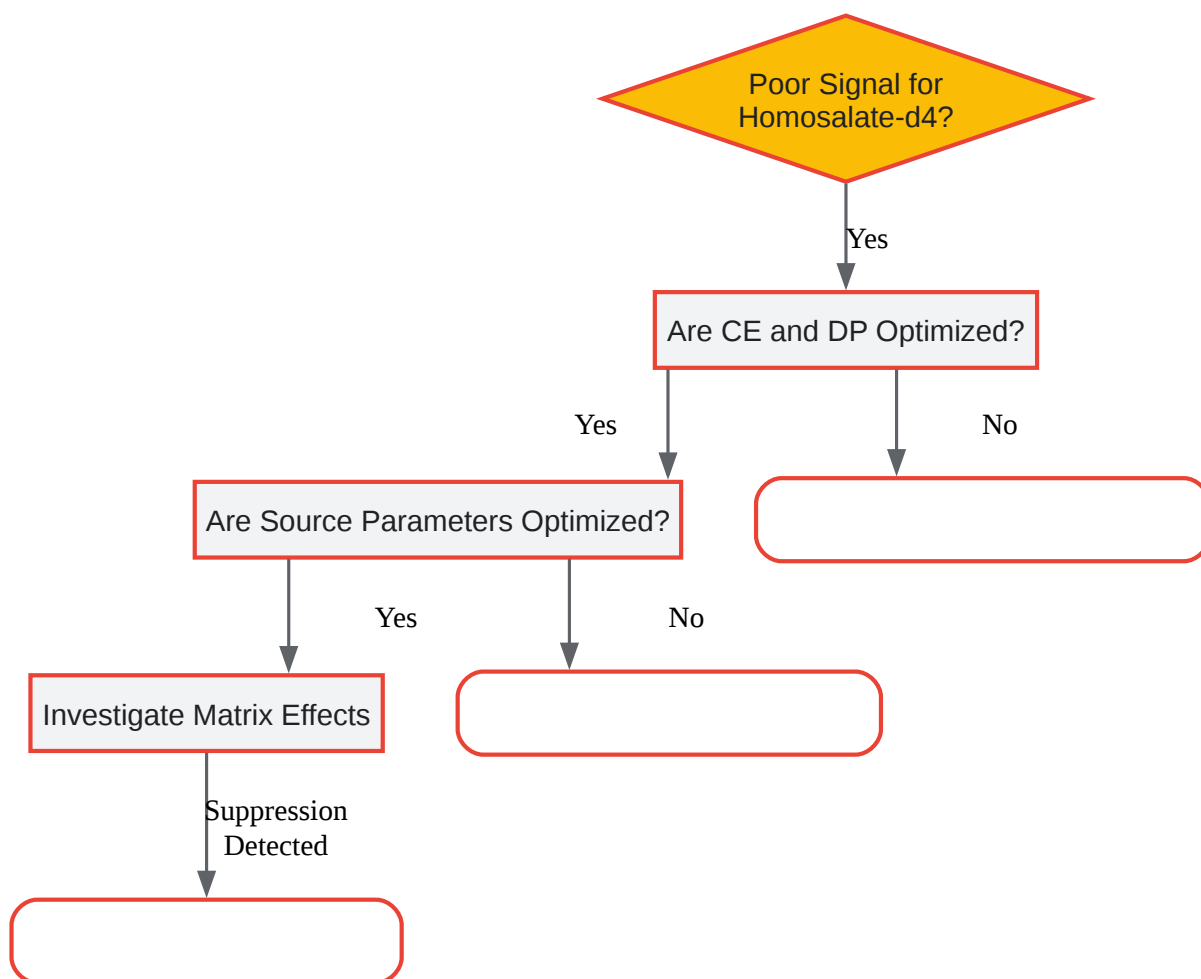 Poor Signal for
Homosalate-d4?
Yes
Are CE and DP Optimized?
Yes
No
Are Source Parameters Optimized?
Yes
No
Investigate Matrix Effects
Suppression
Detected